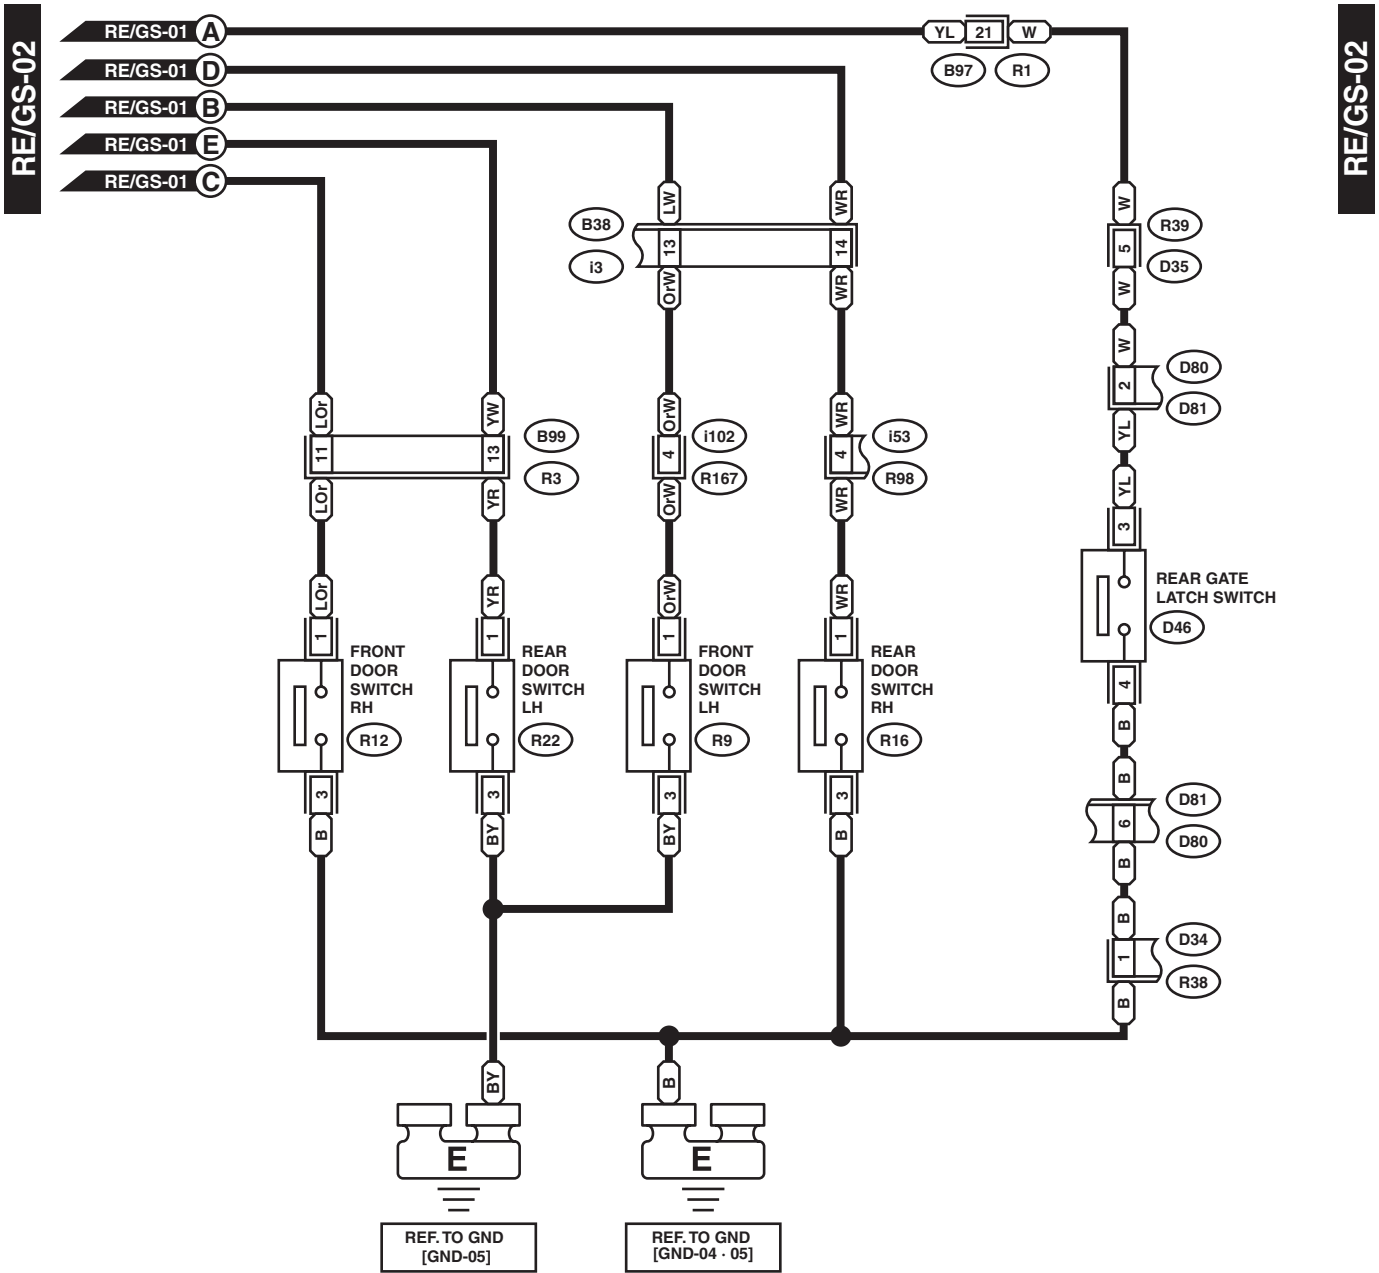 RE/GS-02
RE/GS-02
RE/GS-01 A
RE/GS-01 D
RE/GS-01 B
RE/GS-01 E
RE/GS-01 C
YL 21 W
B97 R1
LW WR W
B38 R39
13 14 5
i3 D35
OrW WR W
W
D80
2
D81
YL
LOr YW OrW WR
B99 i102 i53
11 13 4 4
R3 R167 R98
LOr YR OrW WR YL
3
LOr YR OrW WR
1 1 1 1
REAR GATE
LATCH SWITCH
D46
FRONT
DOOR
SWITCH
RH
R12
REAR
DOOR
SWITCH
LH
R22
FRONT
DOOR
SWITCH
LH
R9
REAR
DOOR
SWITCH
RH
R16
4
B
3 3 3 3
B BY BY B
B
D81
6
D80
B
B
D34
1
R38
B
BY B
E E
REF. TO GND
[GND-05]
REF. TO GND
[GND-04 · 05]